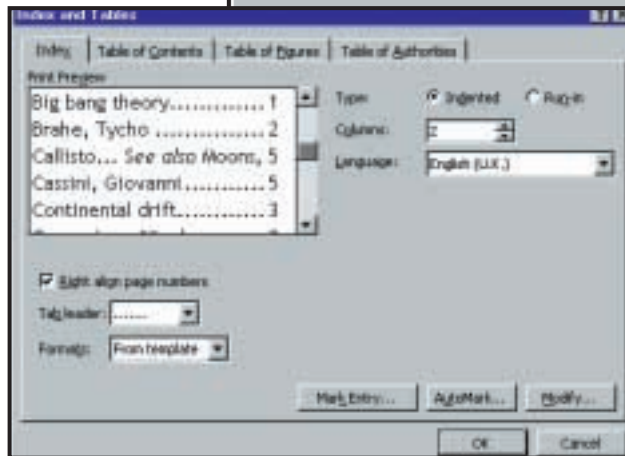 Index and Tables
Index Table of Contents Table of Figures Table of Authorities
Print Preview
Big bang theory............. 1
Brahe, Tycho ................ 2
Callisto... See also Moons, 5
Cassini, Giovanni........... 5
Continental drift............ 3
Type: Indented Run-in
Columns: 2
Language: English (U.K.)
Right align page numbers
Tab leader: .......
Formats: From template
Mark Entry... AutoMark... Modify...
OK Cancel